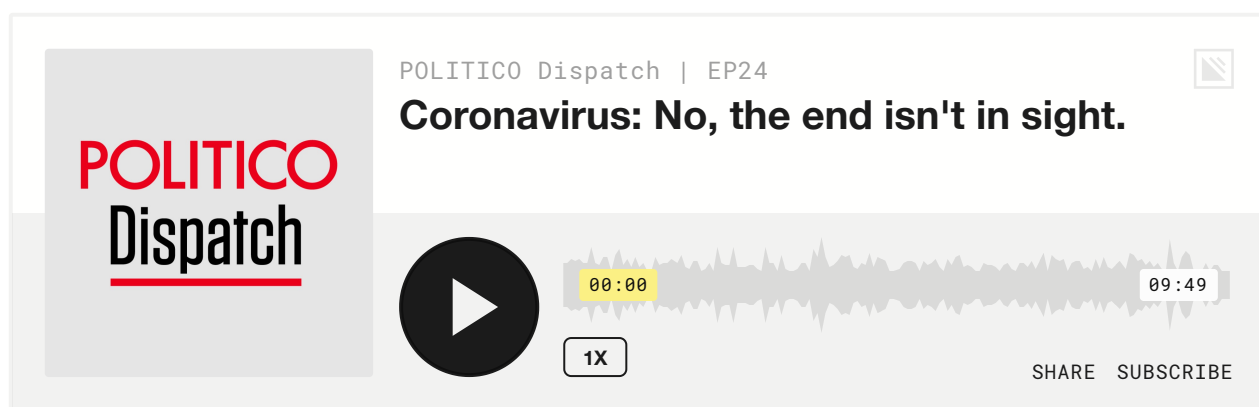 POLITICO
Dispatch
POLITICO Dispatch | EP24
Coronavirus: No, the end isn't in sight.
00:00
09:49
1X
SHARE SUBSCRIBE